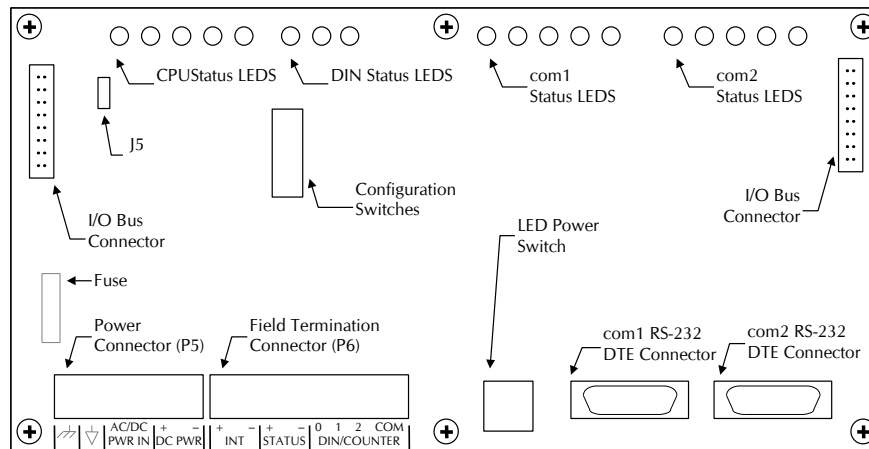 CPUStatus LEDS
DIN Status LEDS
com1
Status LEDS
com2
Status LEDS
J5
Configuration
Switches
I/O Bus
Connector
I/O Bus
Connector
LED Power
Switch
Fuse
Power
Connector (P5)
Field Termination
Connector (P6)
com1 RS-232
DTE Connector
com2 RS-232
DTE Connector
AC/DC
PWR IN
+ −
DC PWR
+ −
INT
+ −
STATUS
0 1 2 COM
DIN/COUNTER